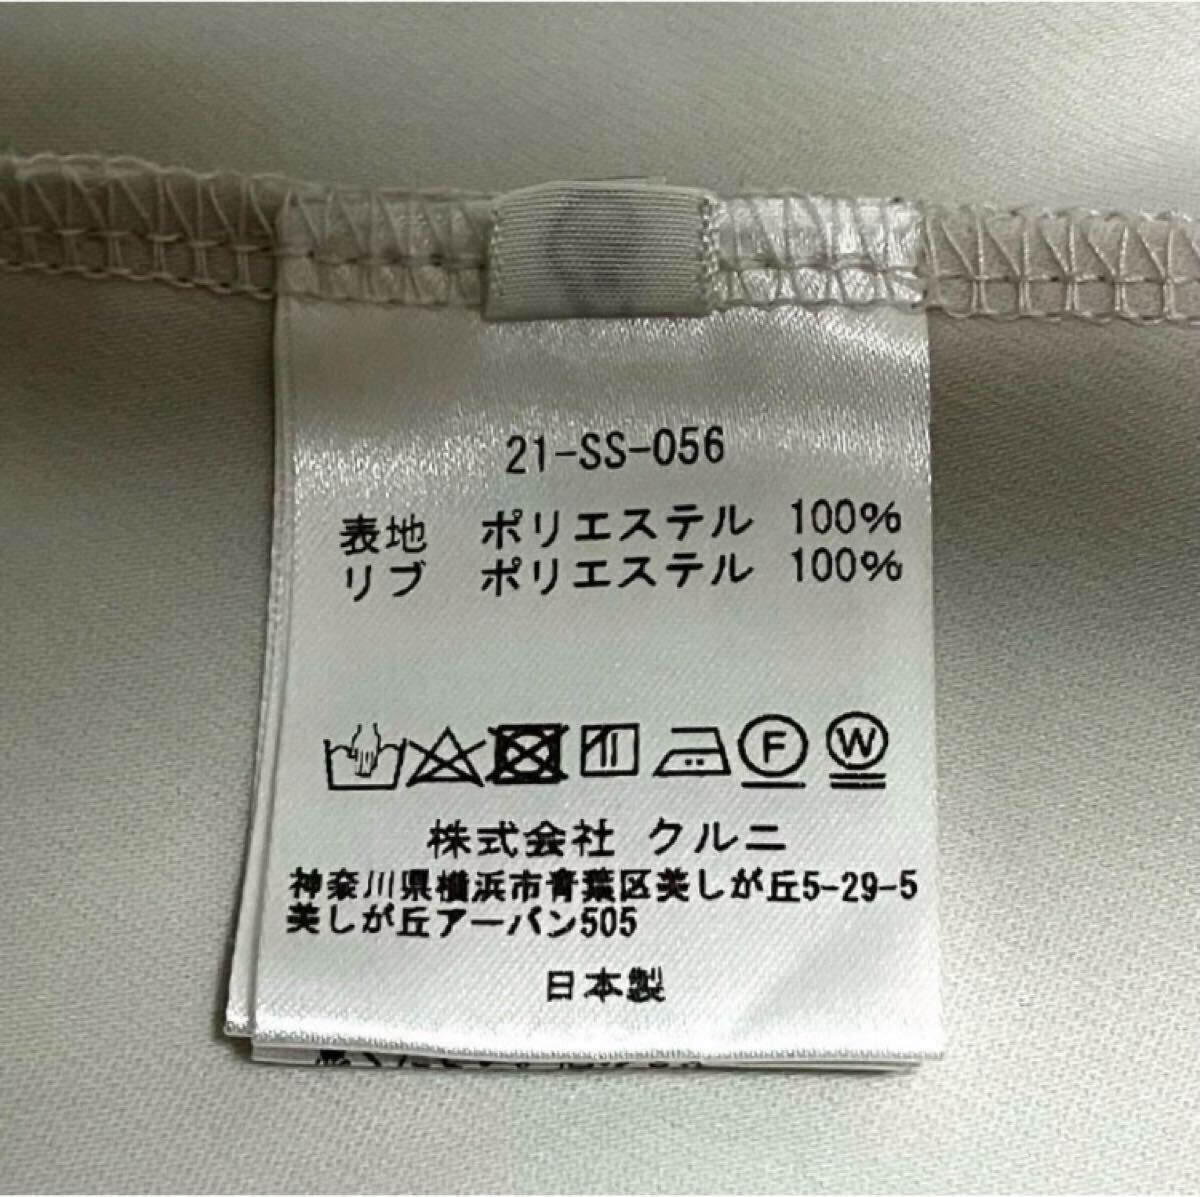 21-SS-056
表地 ポリエステル 100%
リブ ポリエステル 100%
F W
株式会社 クルニ
神奈川県横浜市青葉区美しが丘5-29-5
美しが丘アーバン505
日本製